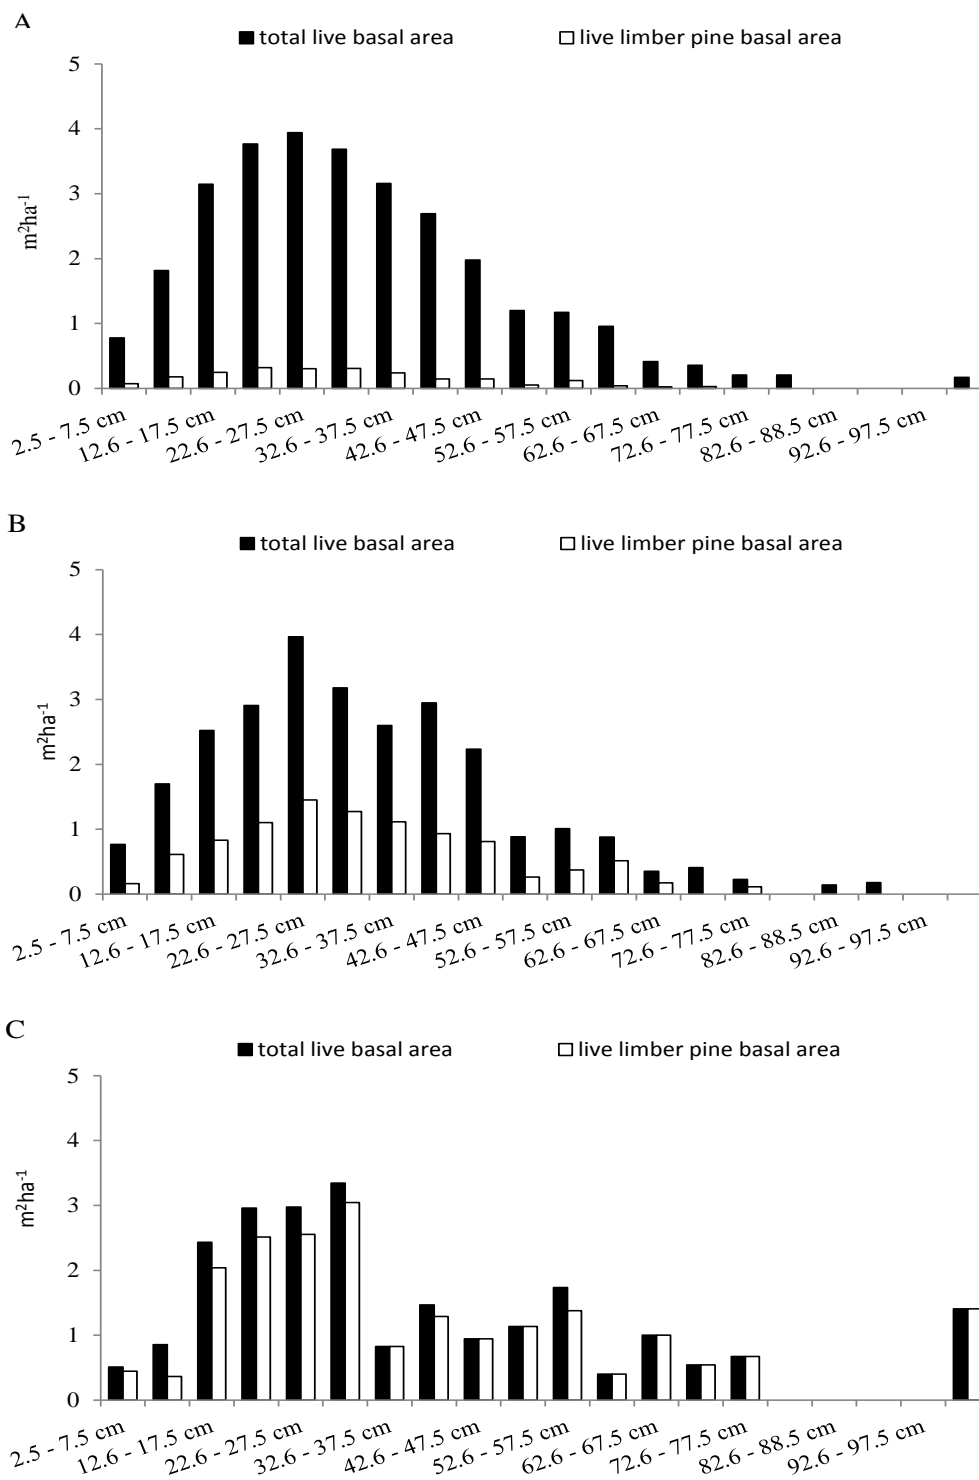 A
total live basal area live limber pine basal area
5
4
3
2
1
0
m²ha⁻¹
2.5 - 7.5 cm
12.6 - 17.5 cm
22.6 - 27.5 cm
32.6 - 37.5 cm
42.6 - 47.5 cm
52.6 - 57.5 cm
62.6 - 67.5 cm
72.6 - 77.5 cm
82.6 - 88.5 cm
92.6 - 97.5 cm
B
total live basal area live limber pine basal area
5
4
3
2
1
0
m²ha⁻¹
2.5 - 7.5 cm
12.6 - 17.5 cm
22.6 - 27.5 cm
32.6 - 37.5 cm
42.6 - 47.5 cm
52.6 - 57.5 cm
62.6 - 67.5 cm
72.6 - 77.5 cm
82.6 - 88.5 cm
92.6 - 97.5 cm
C
total live basal area live limber pine basal area
5
4
3
2
1
0
m²ha⁻¹
2.5 - 7.5 cm
12.6 - 17.5 cm
22.6 - 27.5 cm
32.6 - 37.5 cm
42.6 - 47.5 cm
52.6 - 57.5 cm
62.6 - 67.5 cm
72.6 - 77.5 cm
82.6 - 88.5 cm
92.6 - 97.5 cm